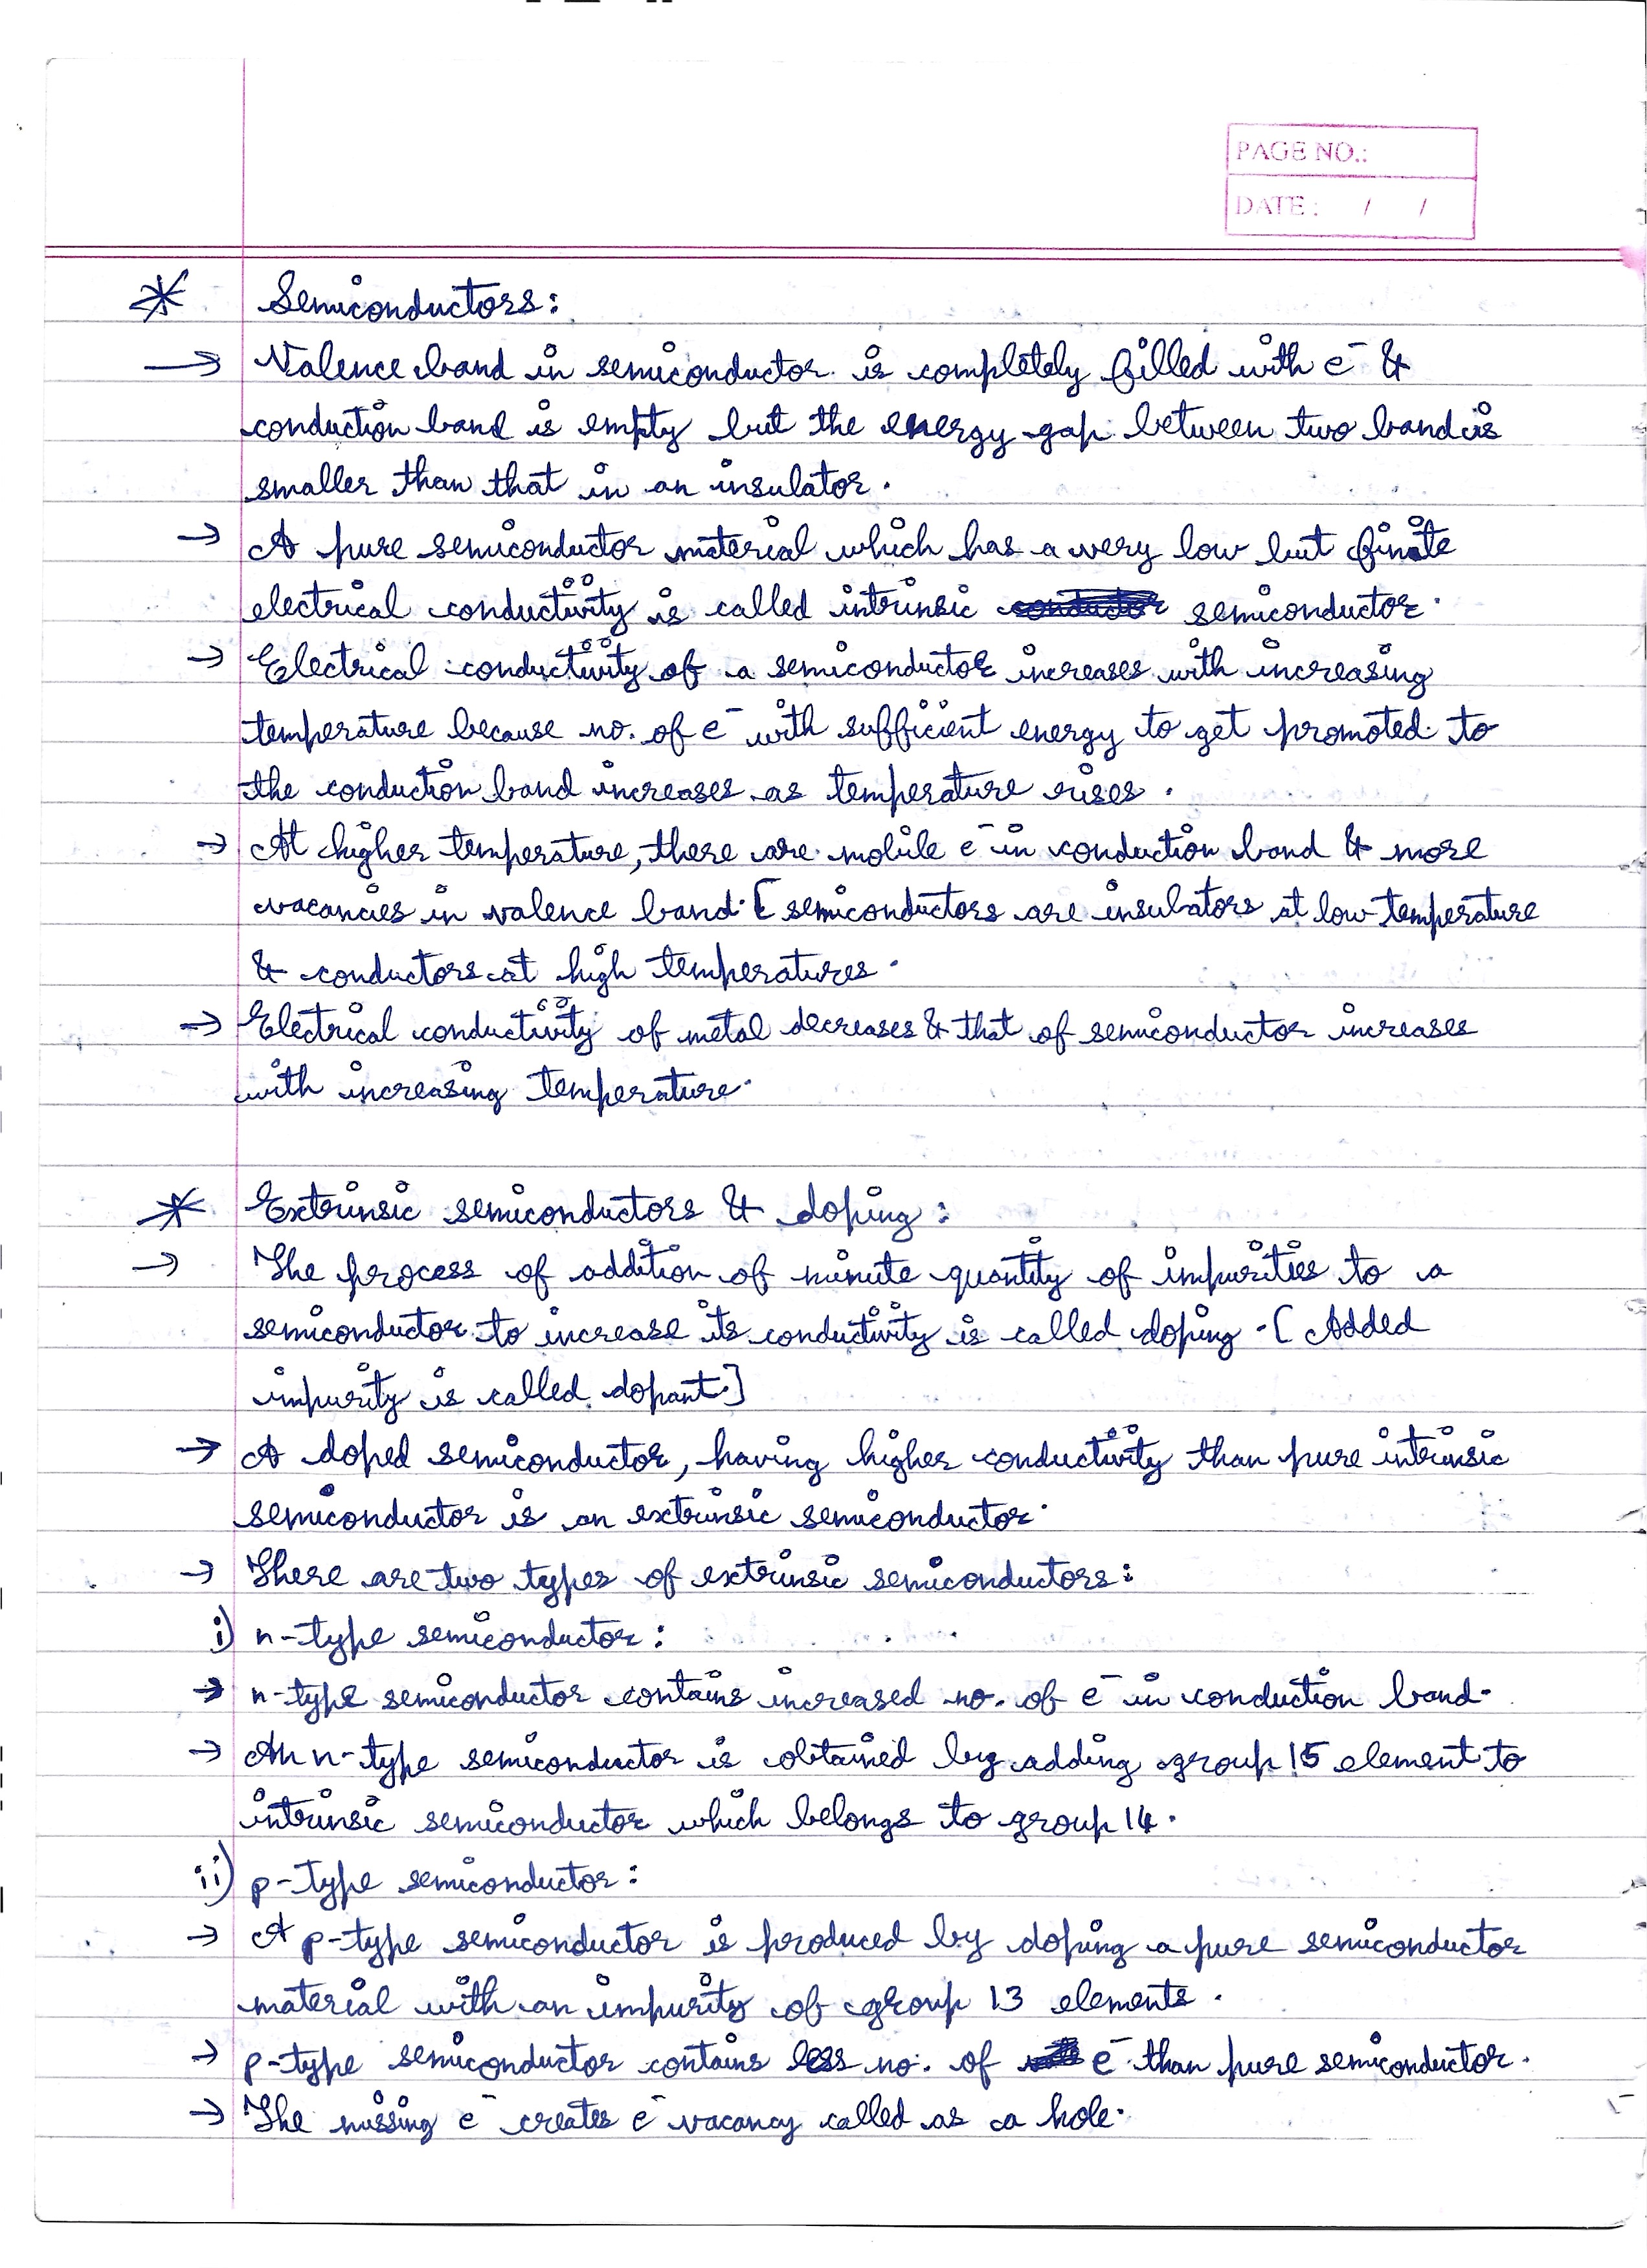 PAGE NO.:
DATE : / /
* Semiconductors:
→ Valence band in semiconductor is completely filled with e⁻ &
conduction band is empty but the energy gap between two band is
smaller than that in an insulator.
→ A pure semiconductor material which has a very low but finite
electrical conductivity is called intrinsic semiconductor.
→ Electrical conductivity of a semiconductor increases with increasing
temperature because no. of e⁻ with sufficient energy to get promoted to
the conduction band increases as temperature rises.
→ At higher temperature, there are mobile e⁻ in conduction band & more
vacancies in valence band. [semiconductors are insulators at low temperature
& conductors at high temperatures.
→ Electrical conductivity of metal decreases & that of semiconductor increases
with increasing temperature.
* Extrinsic semiconductors & doping:
→ The process of addition of minute quantity of impurities to a
semiconductor to increase its conductivity is called doping. [Added
impurity is called dopant.]
→ A doped semiconductor, having higher conductivity than pure intrinsic
semiconductor is an extrinsic semiconductor.
→ There are two types of extrinsic semiconductors:
i) n-type semiconductor:
→ n-type semiconductor contains increased no. of e⁻ in conduction band.
→ An n-type semiconductor is obtained by adding group 15 element to
intrinsic semiconductor which belongs to group 14.
ii) p-type semiconductor:
→ A p-type semiconductor is produced by doping a pure semiconductor
material with an impurity of group 13 elements.
→ p-type semiconductor contains less no. of e⁻ than pure semiconductor.
→ The missing e⁻ creates e⁻ vacancy called as a hole.